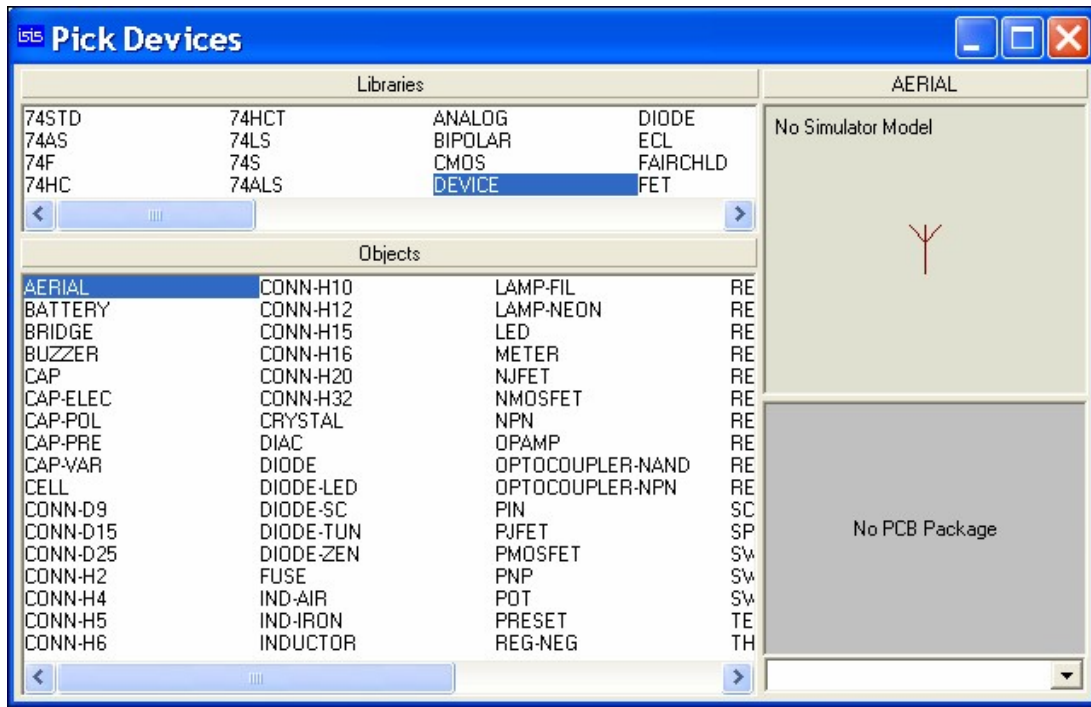 isis Pick Devices
Libraries
74STD 74HCT ANALOG DIODE
74AS 74LS BIPOLAR ECL
74F 74S CMOS FAIRCHLD
74HC 74ALS DEVICE FET
Objects
AERIAL CONN-H10 LAMP-FIL RE
BATTERY CONN-H12 LAMP-NEON RE
BRIDGE CONN-H15 LED RE
BUZZER CONN-H16 METER RE
CAP CONN-H20 NJFET RE
CAP-ELEC CONN-H32 NMOSFET RE
CAP-POL CRYSTAL NPN RE
CAP-PRE DIAC OPAMP RE
CAP-VAR DIODE OPTOCOUPLER-NAND RE
CELL DIODE-LED OPTOCOUPLER-NPN RE
CONN-D9 DIODE-SC PIN SC
CONN-D15 DIODE-TUN PJFET SP
CONN-D25 DIODE-ZEN PMOSFET SW
CONN-H2 FUSE PNP SW
CONN-H4 IND-AIR POT SW
CONN-H5 IND-IRON PRESET TE
CONN-H6 INDUCTOR REG-NEG TH
AERIAL
No Simulator Model
No PCB Package